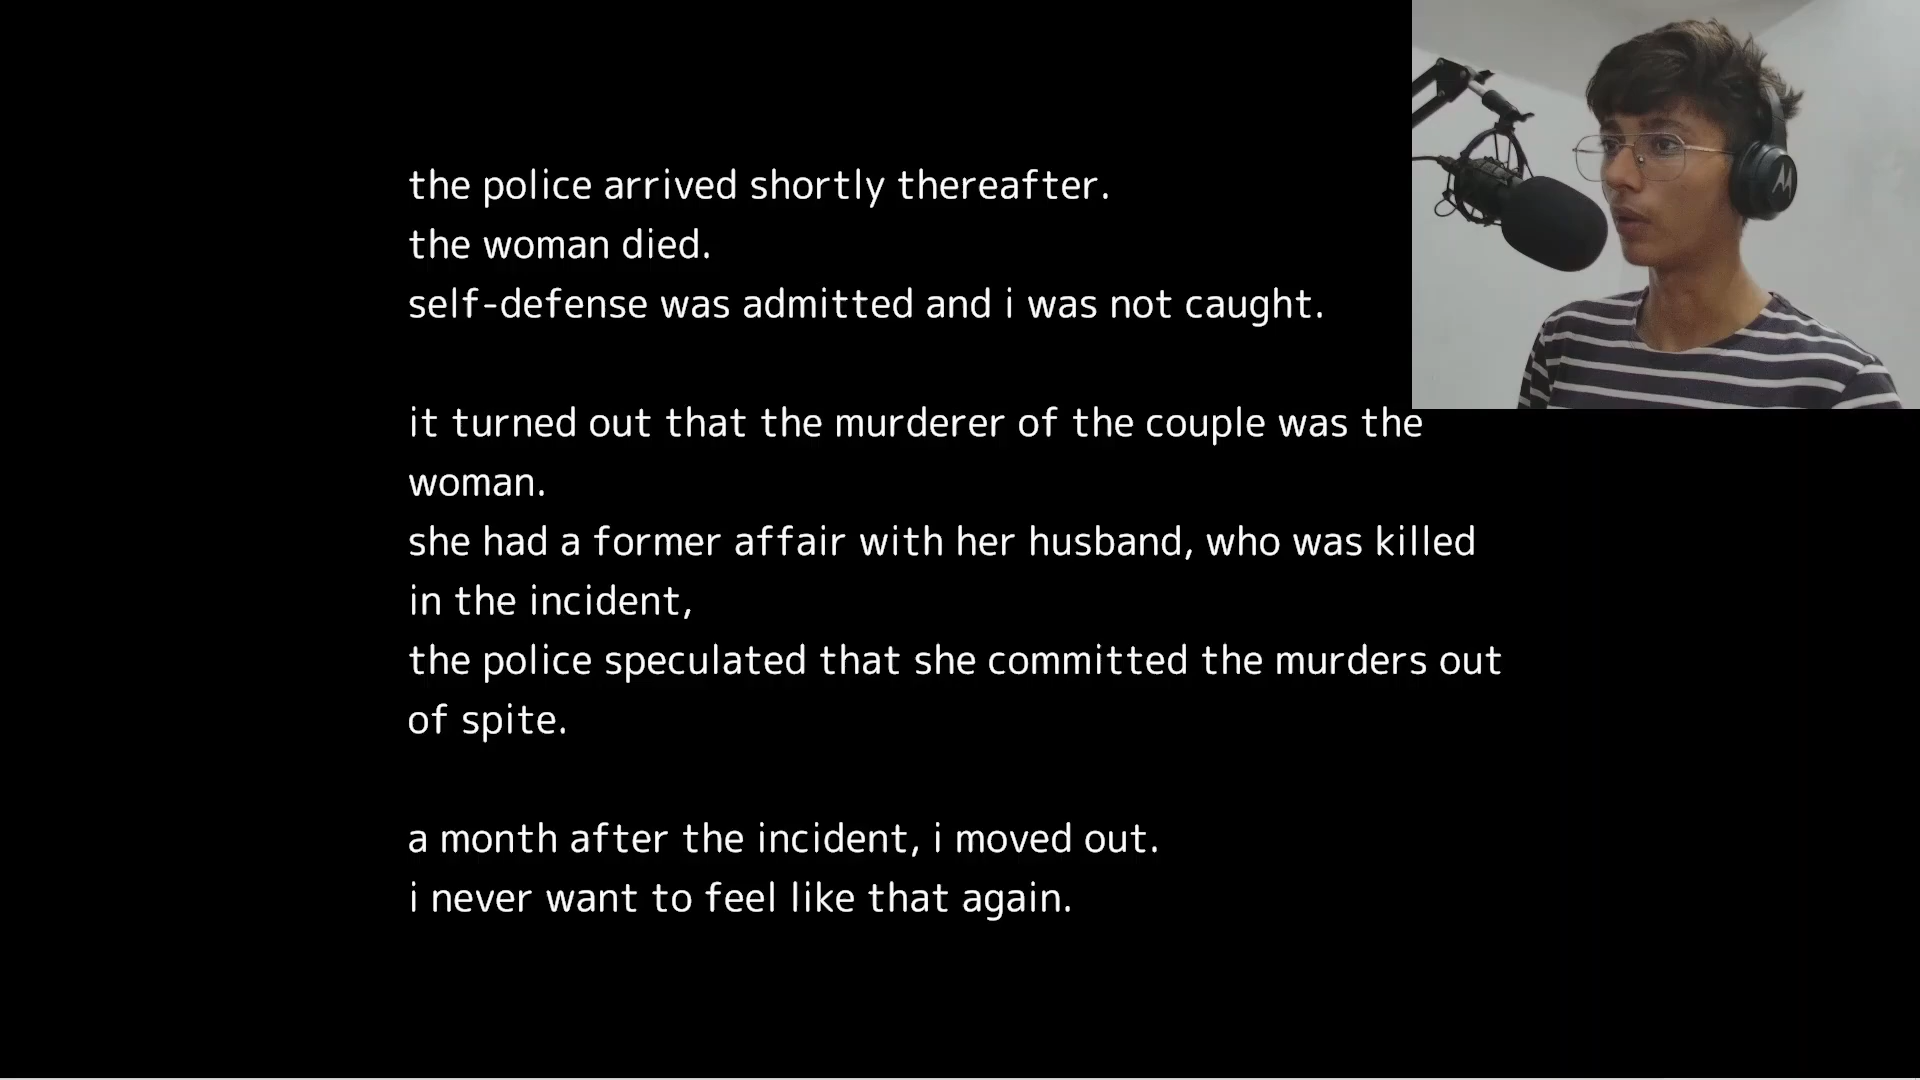 the police arrived shortly thereafter.
the woman died.
self-defense was admitted and i was not caught.
it turned out that the murderer of the couple was the
woman.
she had a former affair with her husband, who was killed
in the incident,
the police speculated that she committed the murders out
of spite.
a month after the incident, i moved out.
i never want to feel like that again.